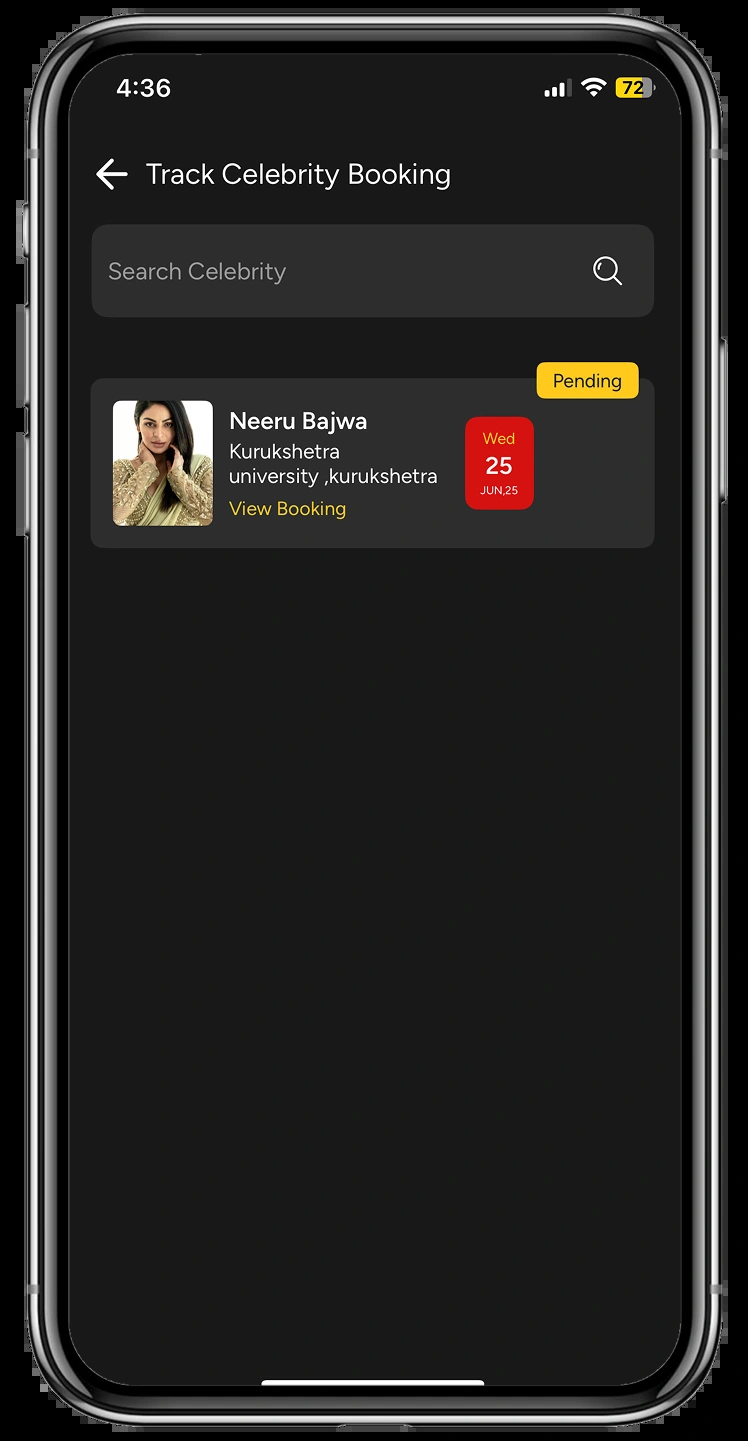 4:36
72
Track Celebrity Booking
Search Celebrity
Pending
Neeru Bajwa
Kurukshetra
university ,kurukshetra
View Booking
Wed
25
JUN,25